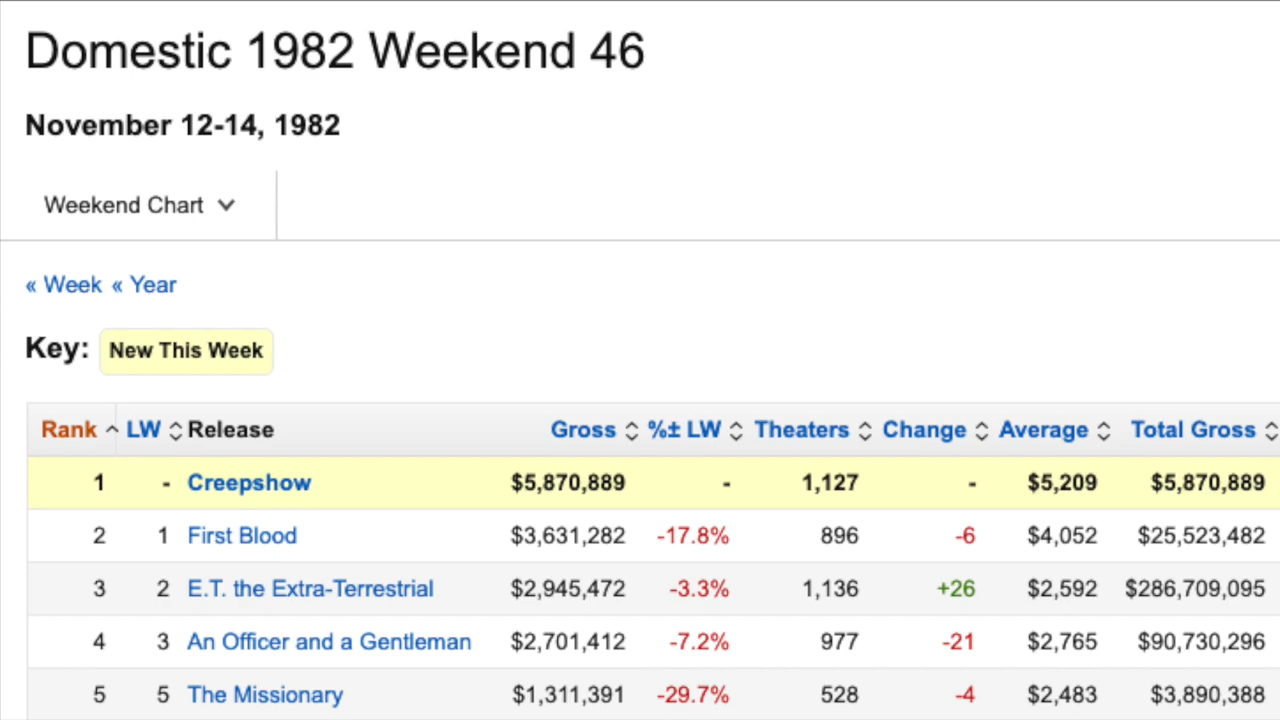 Domestic 1982 Weekend 46
November 12-14, 1982
Weekend Chart
« Week « Year
Key: New This Week
Rank LW Release Gross %± LW Theaters Change Average Total Gross
1 - Creepshow $5,870,889 - 1,127 - $5,209 $5,870,889
2 1 First Blood $3,631,282 -17.8% 896 -6 $4,052 $25,523,482
3 2 E.T. the Extra-Terrestrial $2,945,472 -3.3% 1,136 +26 $2,592 $286,709,095
4 3 An Officer and a Gentleman $2,701,412 -7.2% 977 -21 $2,765 $90,730,296
5 5 The Missionary $1,311,391 -29.7% 528 -4 $2,483 $3,890,388